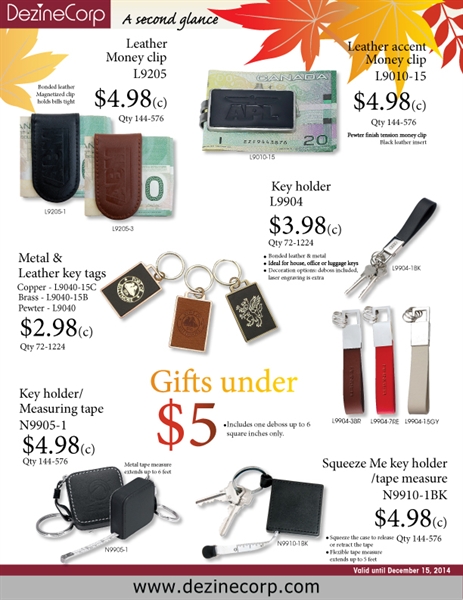 DezineCorp
A second glance
Leather
Money clip
L9205
Bonded leather
Magnetized clip
holds bills tight
$4.98(c)
Qty 144-576
L9205-1
L9205-3
Leather accent
Money clip
L9010-15
$4.98(c)
Qty 144-576
Pewter finish tension money clip
Black leather insert
20
L9010-15
Key holder
L9904
$3.98(c)
Qty 72-1224
• Bonded leather & metal
• Ideal for house, office or luggage keys
• Decoration options: deboss included,
laser engraving is extra
L9904-1BK
Metal &
Leather key tags
Copper - L9040-15C
Brass - L9040-15B
Pewter - L9040
$2.98(c)
Qty 72-1224
L9904-3BR
L9904-7RE
L9904-15GY
Gifts under
$5
•Includes one deboss up to 6
square inches only.
Key holder/
Measuring tape
N9905-1
$4.98(c)
Qty 144-576
Metal tape measure
extends up to 6 feet
N9905-1
Squeeze Me key holder
/tape measure
N9910-1BK
$4.98(c)
Qty 144-576
• Squeeze the case to release
or retract the tape
• Flexible tape measure
extends up to 5 feet
N9910-1BK
Valid until December 15, 2014
www.dezinecorp.com